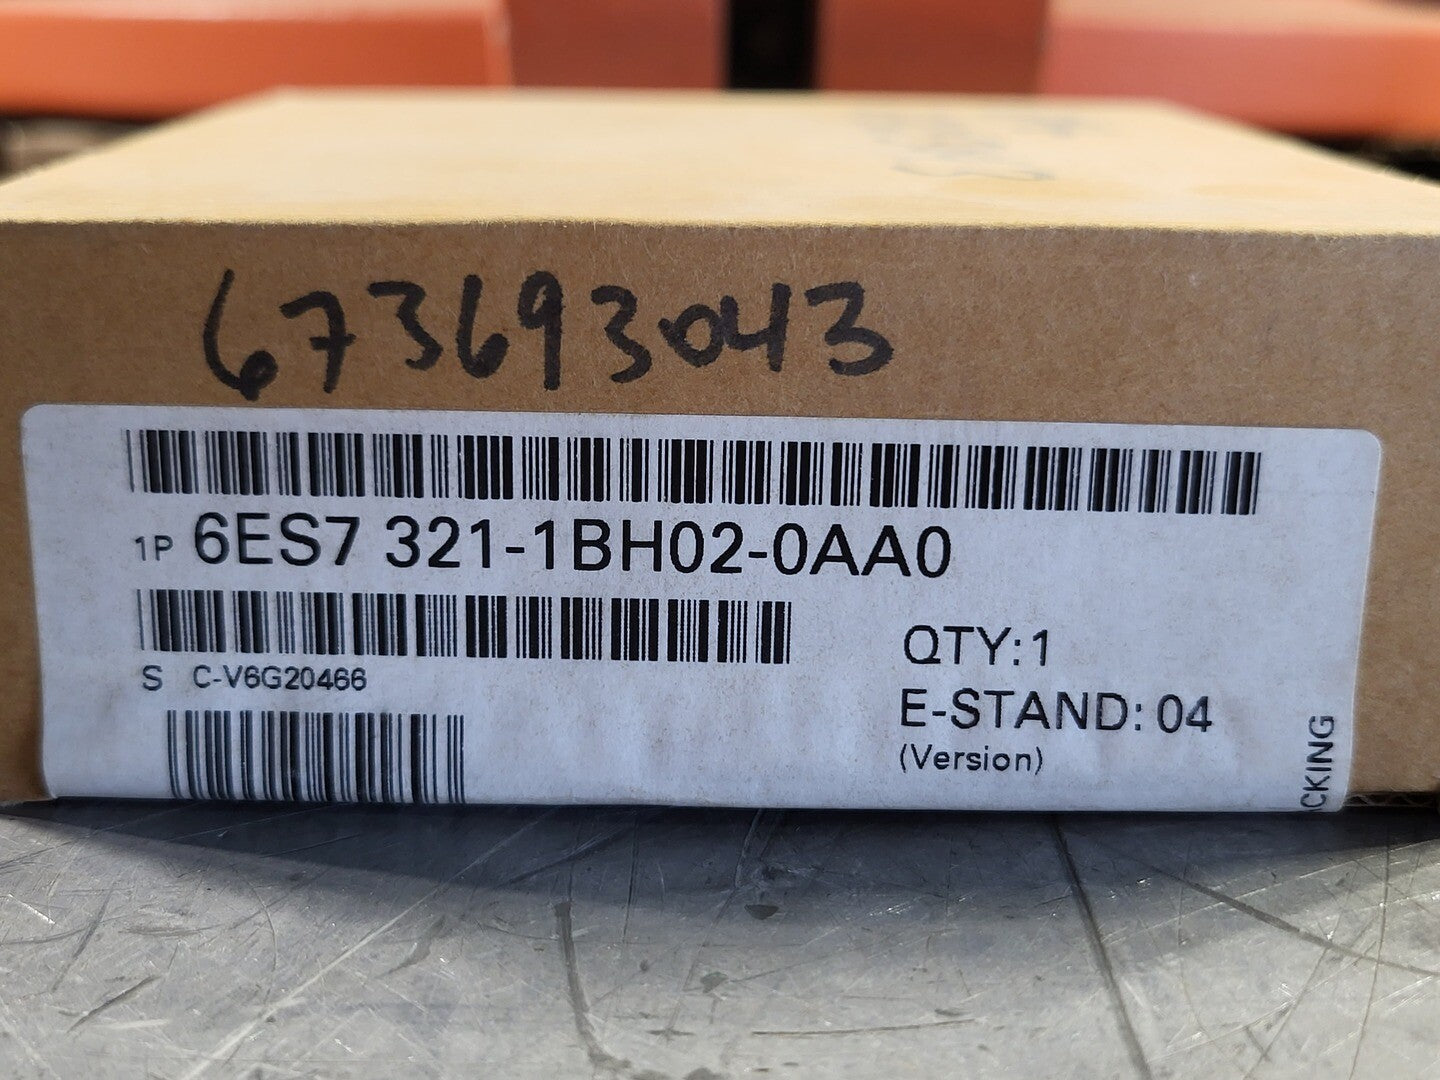 673693043
1P 6ES7 321-1BH02-0AA0
S C-V6G20466
QTY:1
E-STAND: 04
(Version)
CKING